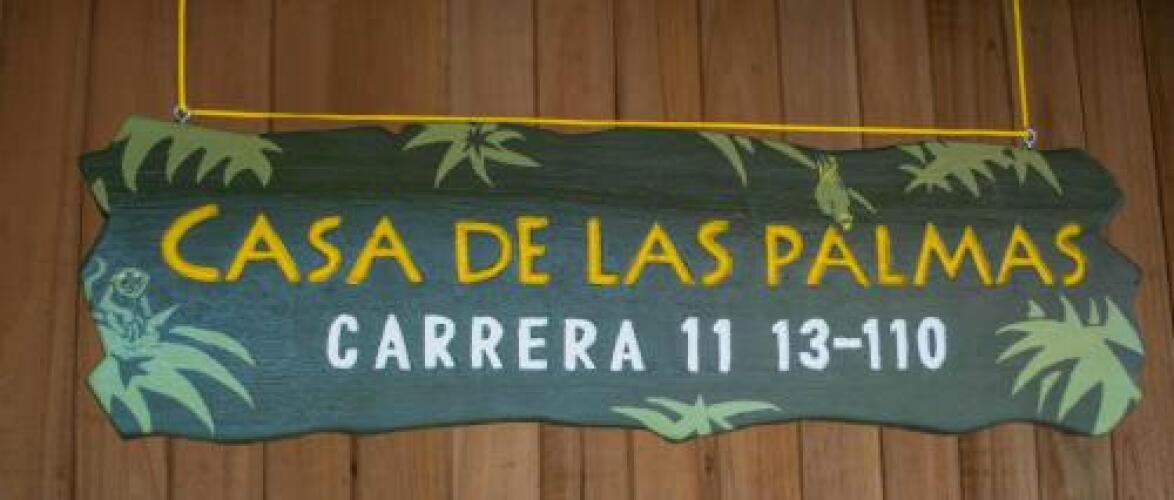 CASA DE LAS PALMAS
CARRERA 11 13-110